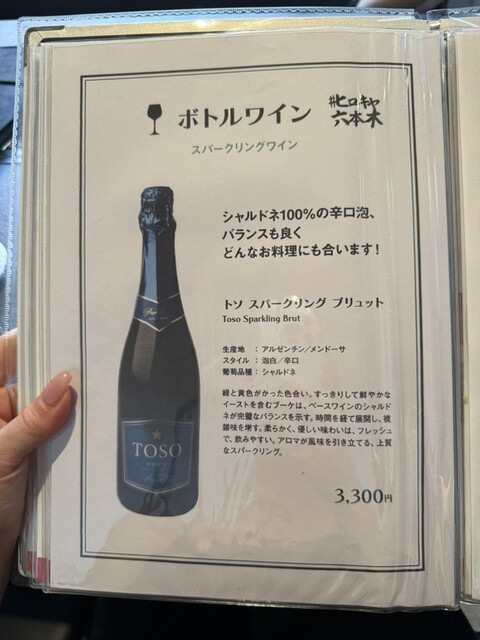 ボトルワイン
#ヒロキヤ
六本木
スパークリングワイン
シャルドネ100%の辛口泡、
バランスも良く
どんなお料理にも合います！
トソ スパークリング ブリュット
Toso Sparkling Brut
生産地 ：アルゼンチン／メンドーサ
スタイル ：泡白／辛口
葡萄品種：シャルドネ
緑と黄色がかった色合い。すっきりして鮮やかな
イーストを含むブーケは、ベースワインのシャルド
ネが完璧なバランスを示す。時間を経て展開し、複
雑味を増す。柔らかく、優しい味わいは、フレッシュ
で、飲みやすい。アロマが風味を引き立てる、上質
なスパークリング。
TOSO
BRUT
3,300円